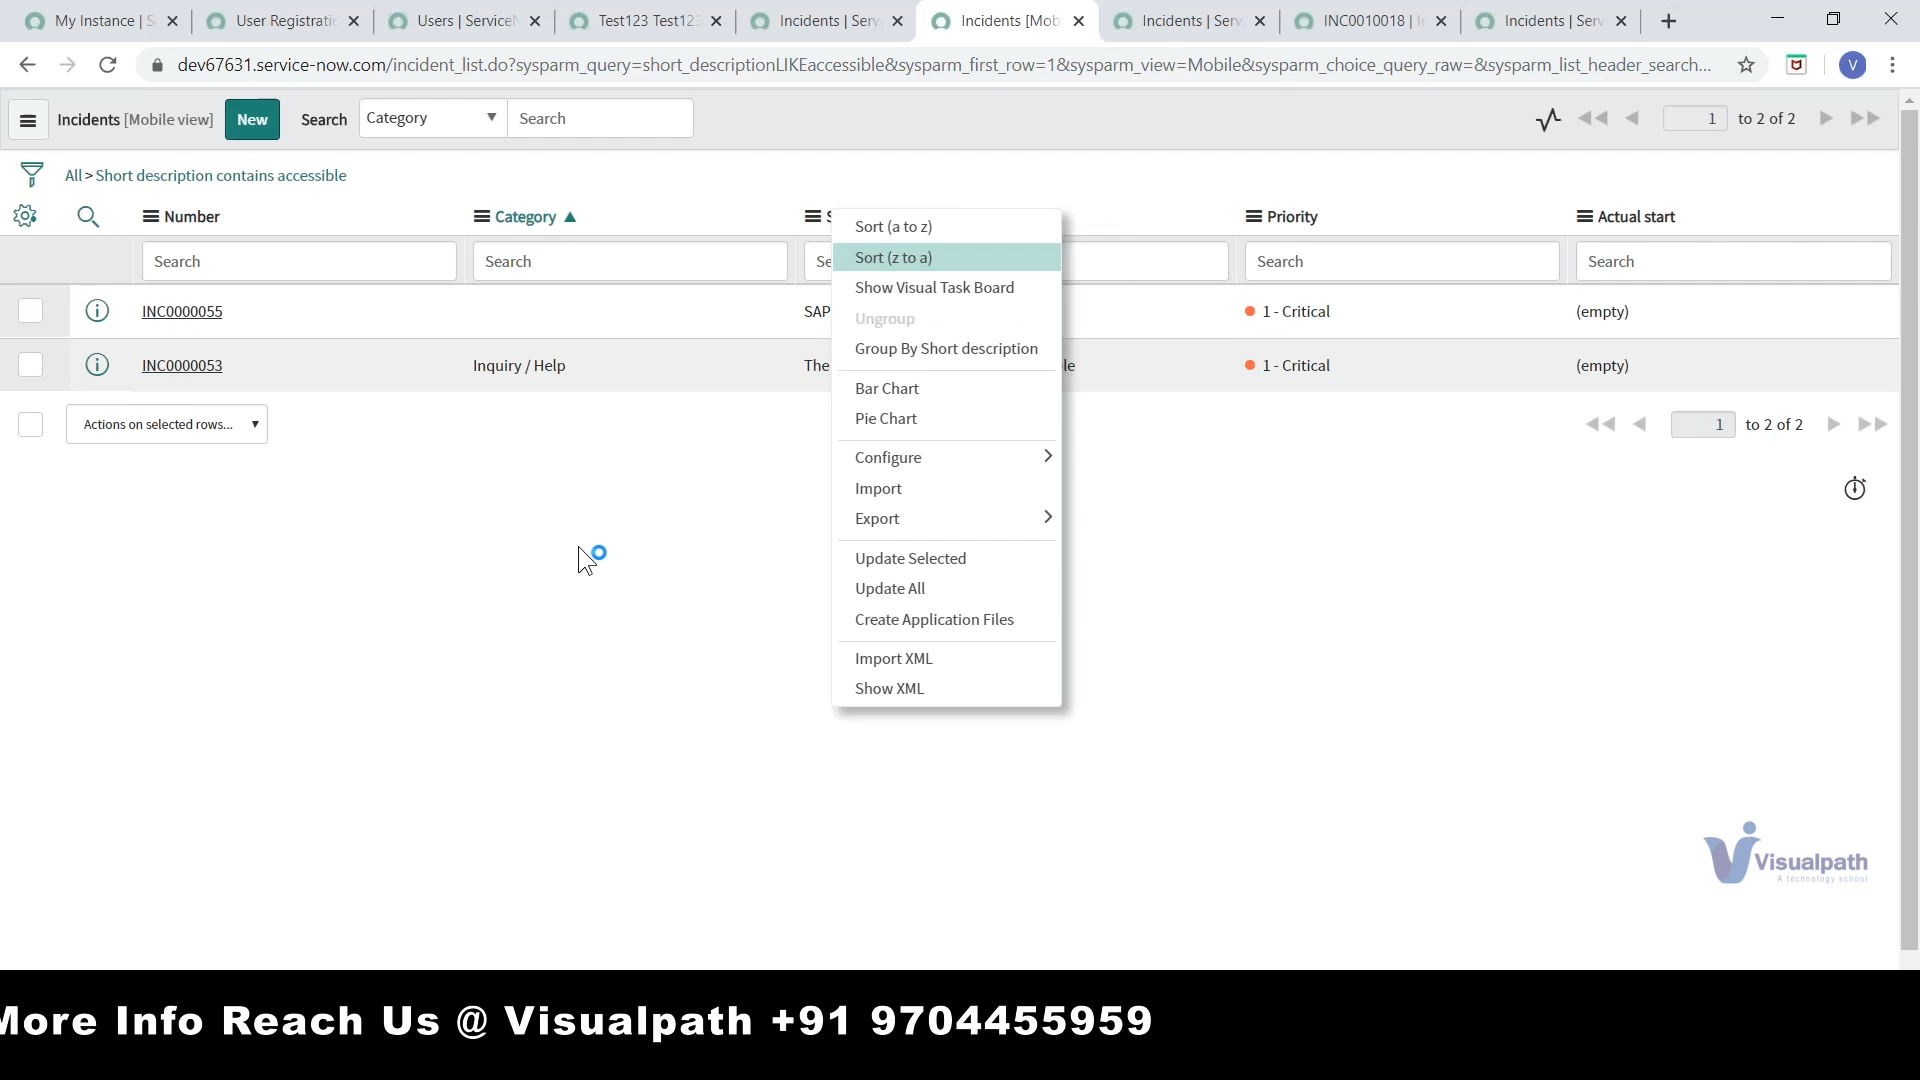 My Instance | S
User Registrati
Users | Service
Test123 Test123
Incidents | Serv
Incidents [Mob
Incidents | Serv
INC0010018 | I
Incidents | Serv
dev67631.service-now.com/incident_list.do?sysparm_query=short_descriptionLIKEaccessible&sysparm_first_row=1&sysparm_view=Mobile&sysparm_choice_query_raw=&sysparm_list_header_search...
V
Incidents [Mobile view]
New
Search
Category
Search
1 to 2 of 2
All > Short description contains accessible
Number
Category
S
Priority
Actual start
Search
Search
Se
Search
Search
INC0000055
SAP
1 - Critical
(empty)
INC0000053
Inquiry / Help
The
le
1 - Critical
(empty)
Actions on selected rows...
1 to 2 of 2
Sort (a to z)
Sort (z to a)
Show Visual Task Board
Ungroup
Group By Short description
Bar Chart
Pie Chart
Configure
Import
Export
Update Selected
Update All
Create Application Files
Import XML
Show XML
Visualpath
A technology school
More Info Reach Us @ Visualpath +91 9704455959